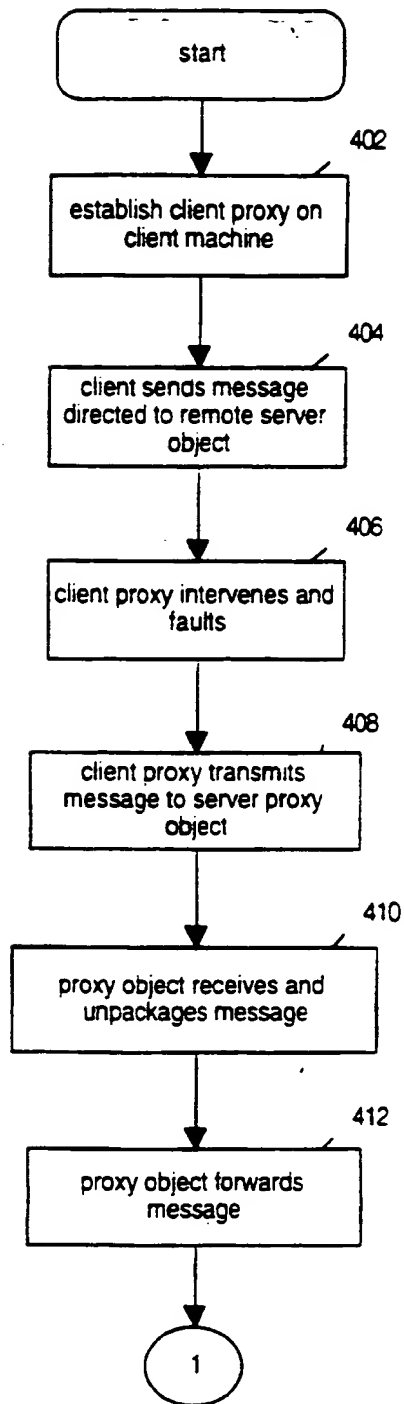 start
402
establish client proxy on
client machine
404
client sends message
directed to remote server
object
406
client proxy intervenes and
faults
408
client proxy transmits
message to server proxy
object
410
proxy object receives and
unpackages message
412
proxy object forwards
message
1